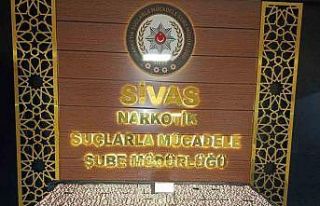 SİVAS
NARKOTİK
SUÇLARLA MÜCADELE
ŞUBE MÜDÜRLÜĞÜ